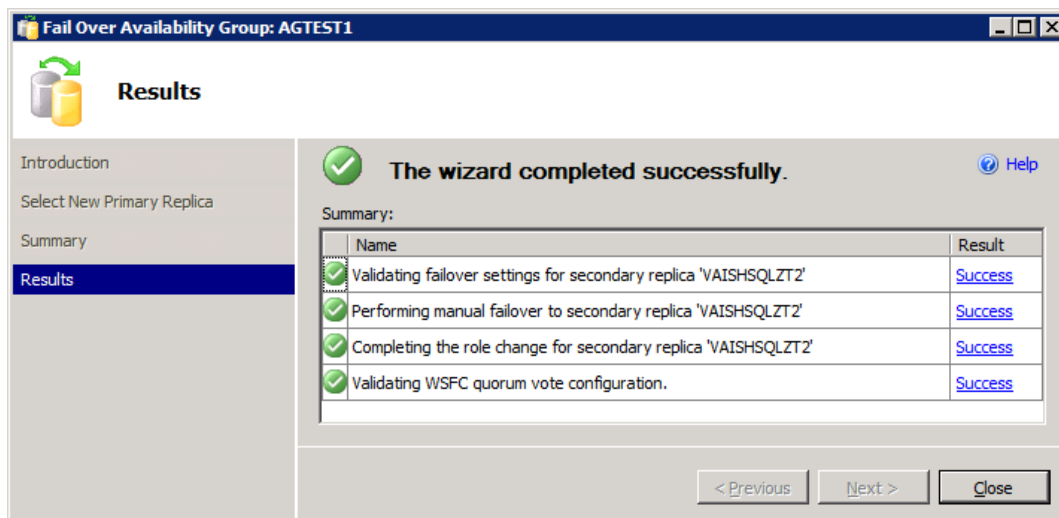 Fail Over Availability Group: AGTEST1
Results
Introduction
Select New Primary Replica
Summary
Results
The wizard completed successfully.
Help
Summary:
Name Result
Validating failover settings for secondary replica 'VAISHSQLZT2' Success
Performing manual failover to secondary replica 'VAISHSQLZT2' Success
Completing the role change for secondary replica 'VAISHSQLZT2' Success
Validating WSFC quorum vote configuration. Success
< Previous Next > Close